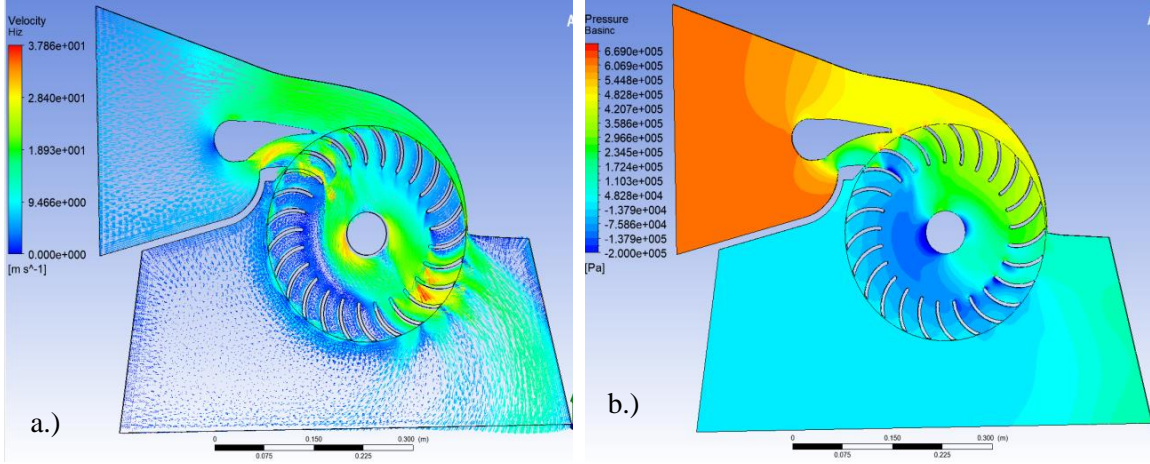 Velocity
Hiz
3.786e+001
2.840e+001
1.893e+001
9.466e+000
0.000e+000
[m s^-1]
a.)
0 0.150 0.300 (m)
0.075 0.225
A
Pressure
Basinc
6.690e+005
6.069e+005
5.448e+005
4.828e+005
4.207e+005
3.586e+005
2.966e+005
2.345e+005
1.724e+005
1.103e+005
4.828e+004
-1.379e+004
-7.586e+004
-1.379e+005
-2.000e+005
[Pa]
b.)
0 0.150 0.300 (m)
0.075 0.225